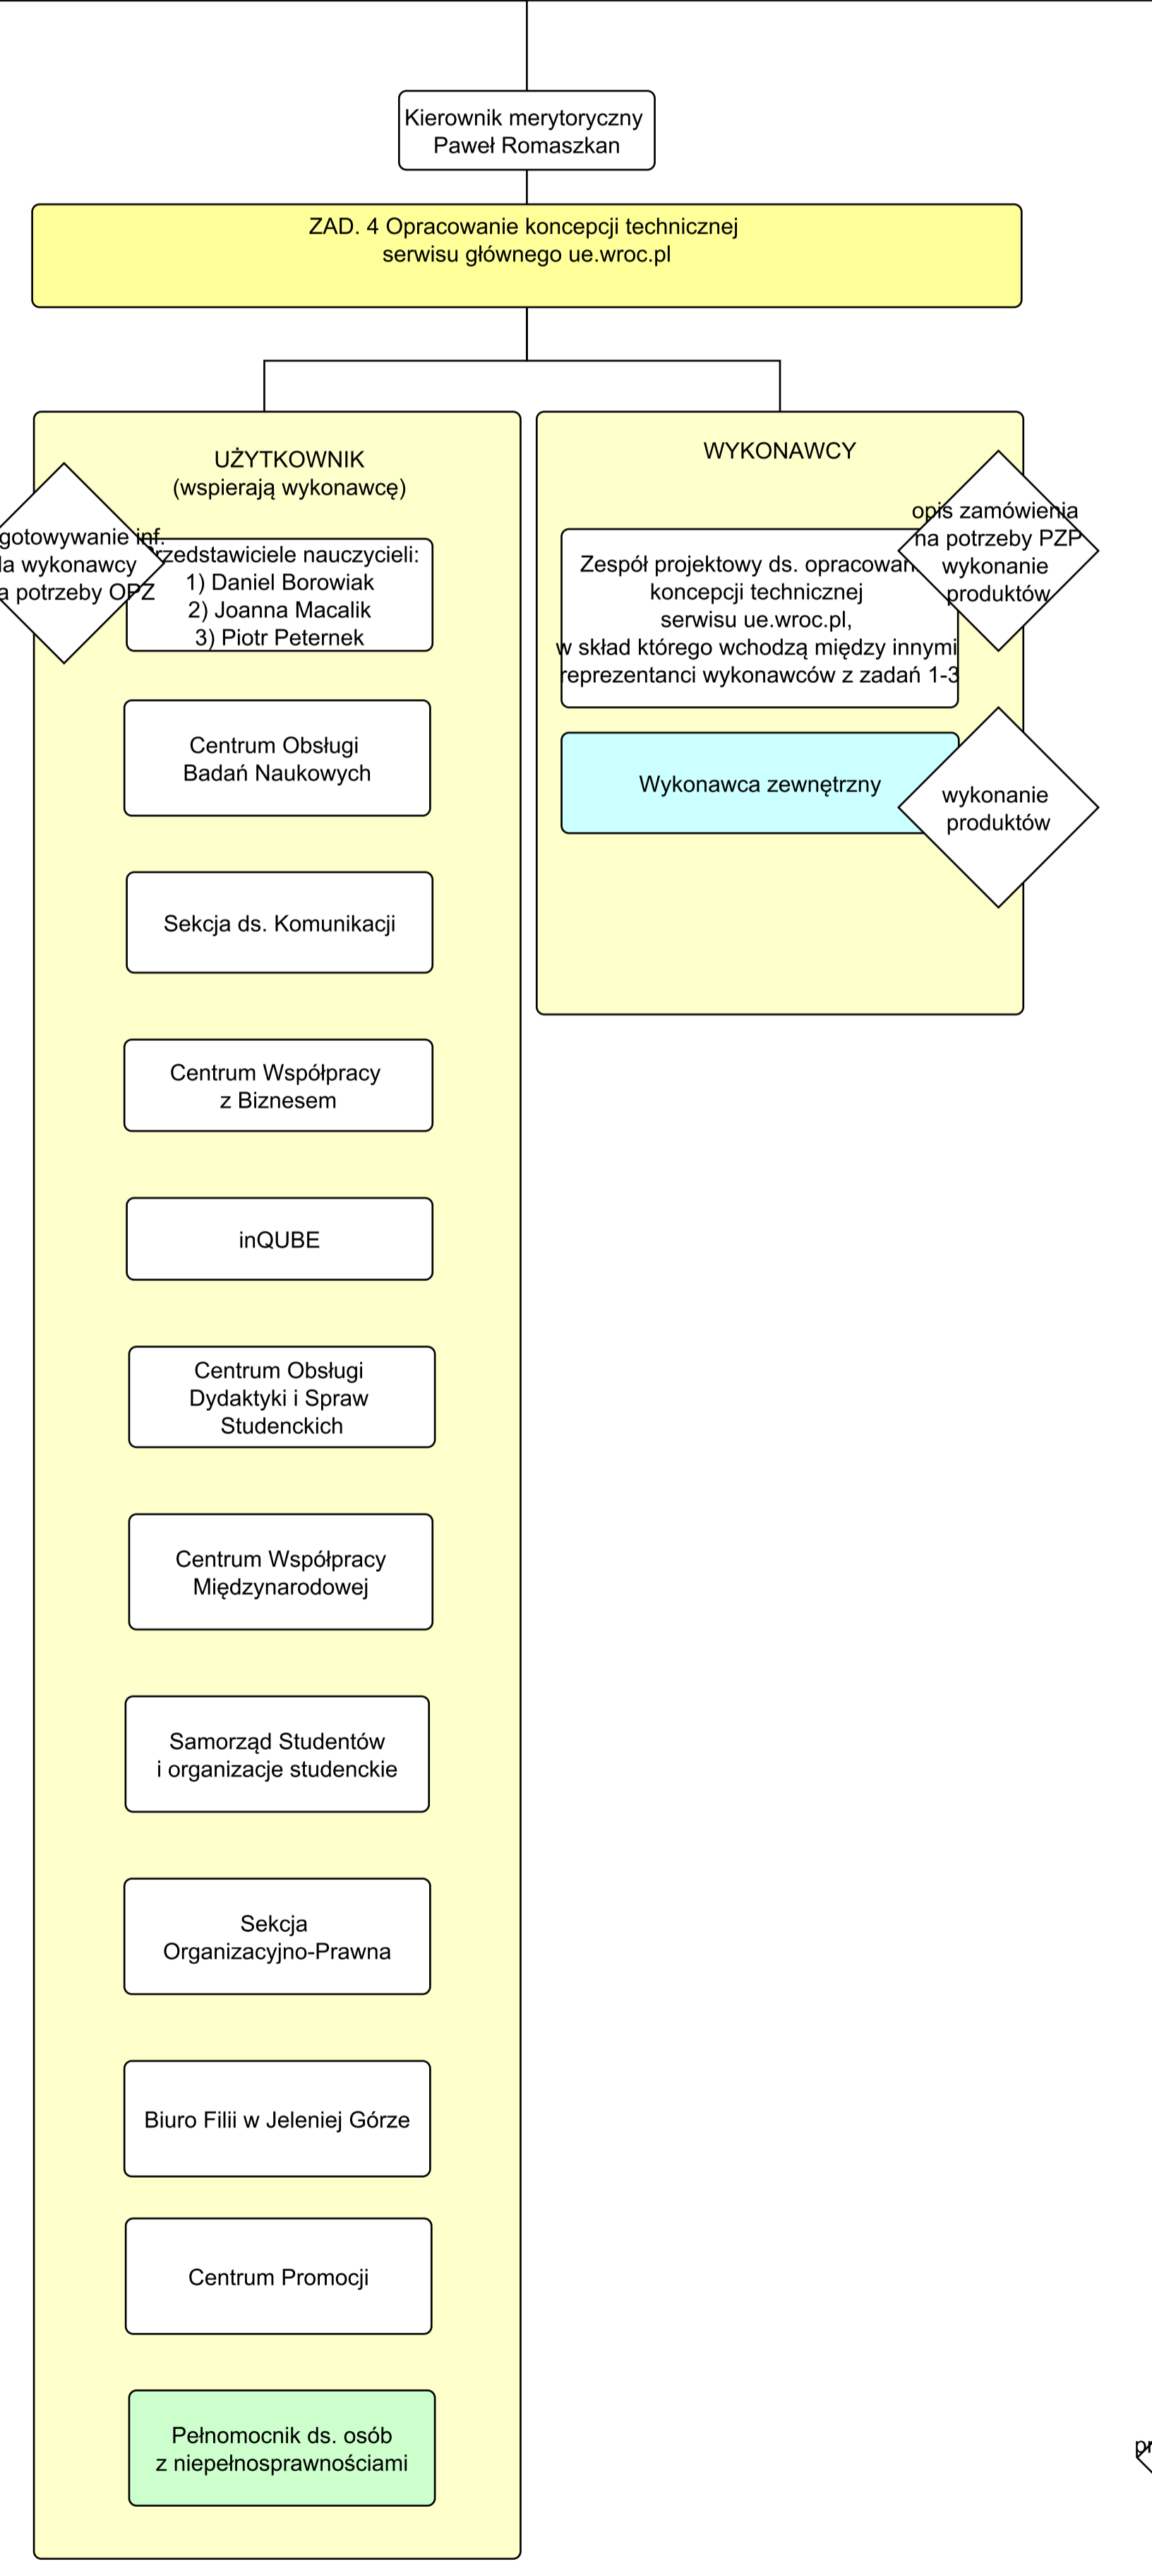 Kierownik merytoryczny
Paweł Romaszkan
ZAD. 4 Opracowanie koncepcji technicznej
serwisu głównego ue.wroc.pl
UŻYTKOWNIK
(wspierają wykonawcę)
inf.
wykonawcy
potrzeby OPZ
nauczycieli:
1) Daniel Borowiak
2) Joanna Macalik
3) Piotr Peternek
Centrum Obsługi
Badań Naukowych
Sekcja ds. Komunikacji
Centrum Współpracy
z Biznesem
inQUBE
Centrum Obsługi
Dydaktyki i Spraw
Studenckich
Centrum Współpracy
Międzynarodowej
Samorząd Studentów
i organizacje studenckie
Sekcja
Organizacyjno-Prawna
Biuro Filii w Jeleniej Górze
Centrum Promocji
Pełnomocnik ds. osób
z niepełnosprawnościami
WYKONAWCY
Zespół projektowy ds.
koncepcji technicznej
serwisu ue.wroc.pl,
w skład którego wchodzą między innymi
reprezentanci wykonawców z zadań 1-3
opis zamówienia
na potrzeby PZP
wykonanie
produktów
Wykonawca zewnętrzny
wykonanie
produktów